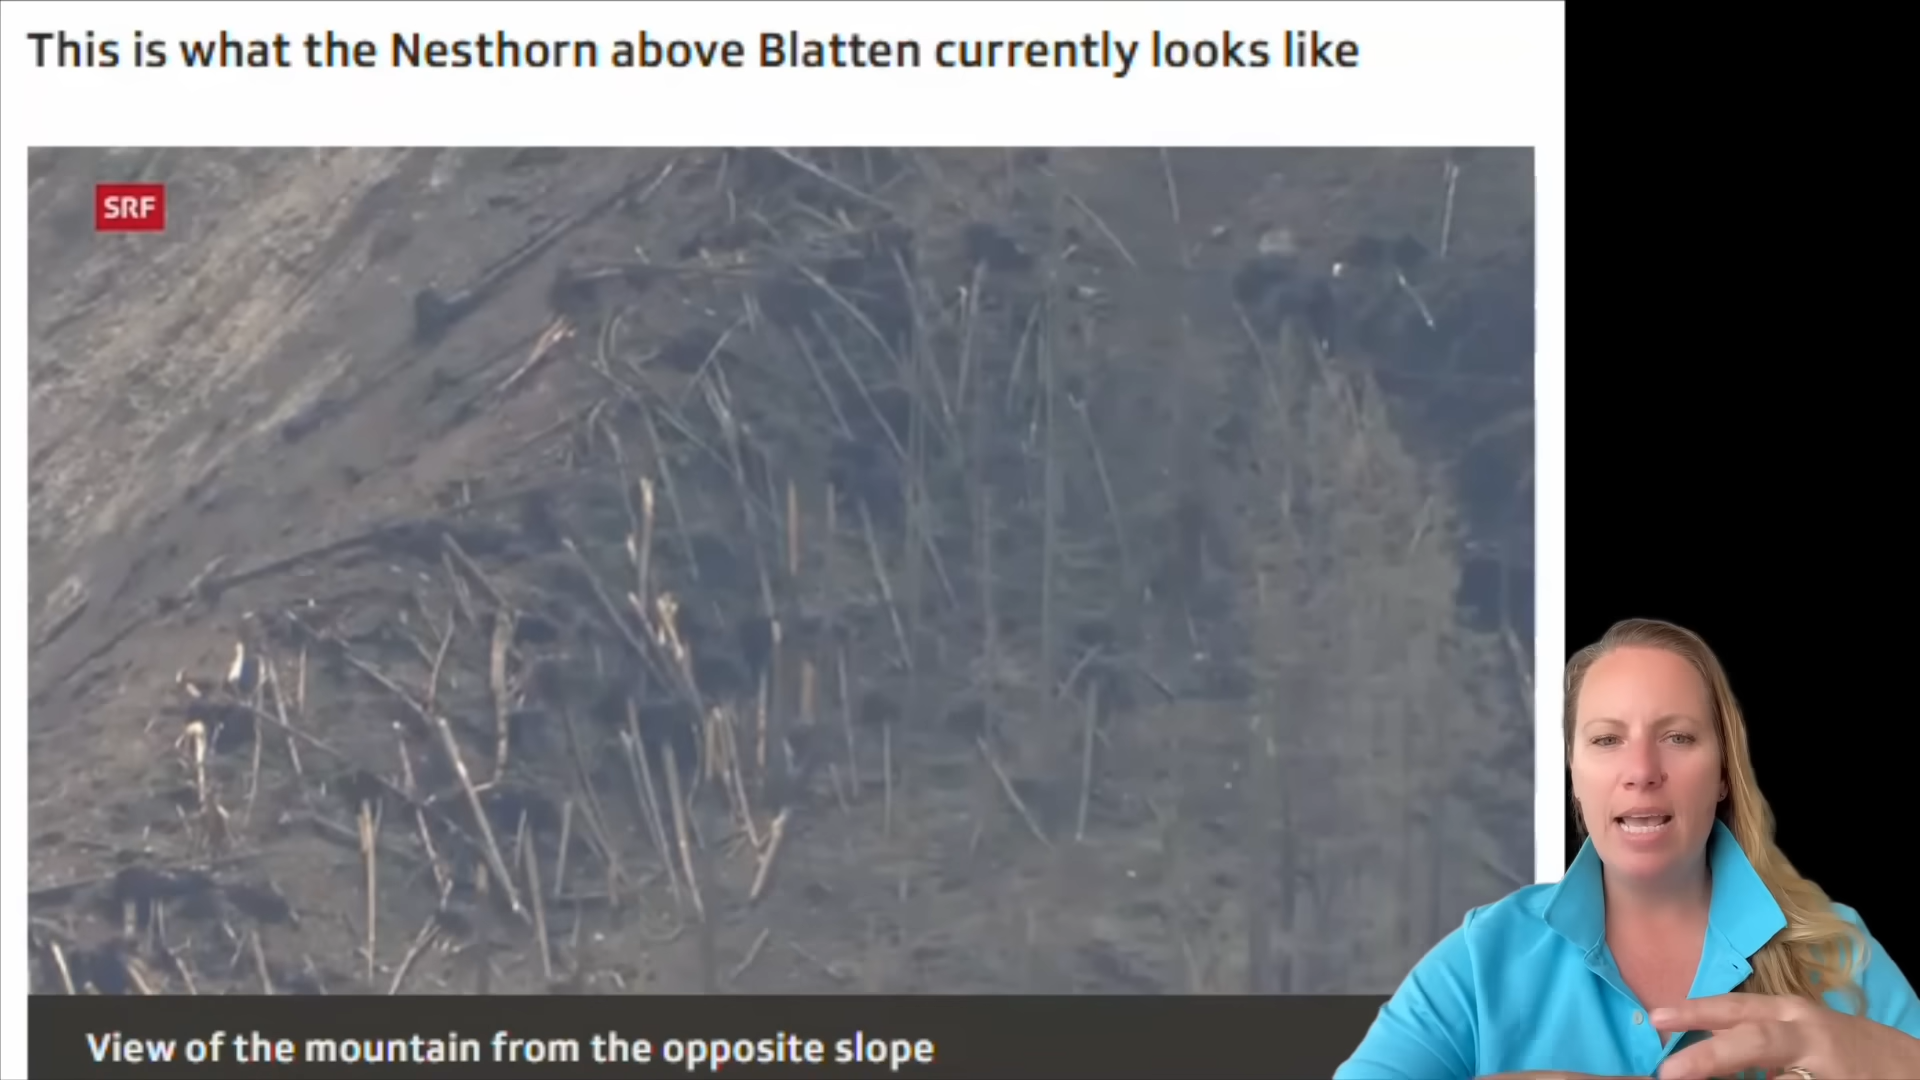 This is what the Nesthorn above Blatten currently looks like
SRF
View of the mountain from the opposite slope